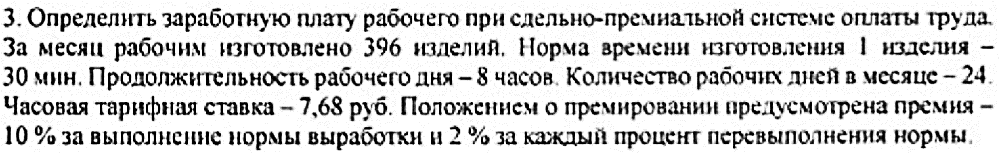 3. Определить заработную плату рабочего при сдельно-премиальной системе оплаты труда.
За месяц рабочим изготовлено 396 изделий. Норма времени изготовления 1 изделия –
30 мин. Продолжительность рабочего дня – 8 часов. Количество рабочих дней в месяце – 24.
Часовая тарифная ставка – 7,68 руб. Положением о премировании предусмотрена премия –
10 % за выполнение нормы выработки и 2 % за каждый процент перевыполнения нормы.